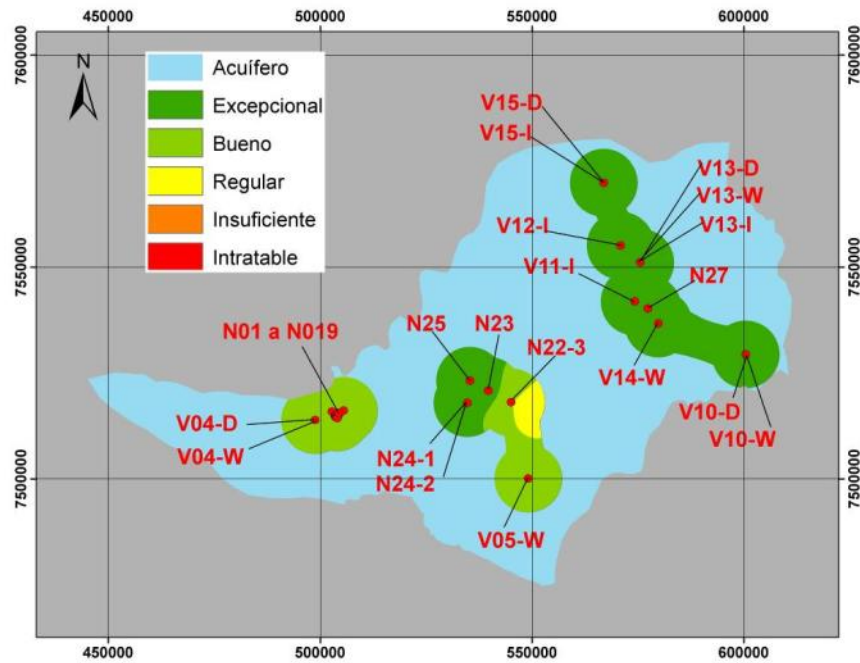 450000 500000 550000 600000
7600000 7600000
N
Acuífero
Excepcional
Bueno
Regular
Insuficiente
Intratable
V15-D
V15-I
V13-D
V13-W
V12-I V13-I
V11-I N27
7550000 7550000
N01 a N019 N25 N23 N22-3
V14-W
V04-D V10-D
V04-W N24-1 V10-W
N24-2
7500000 7500000
V05-W
450000 500000 550000 600000